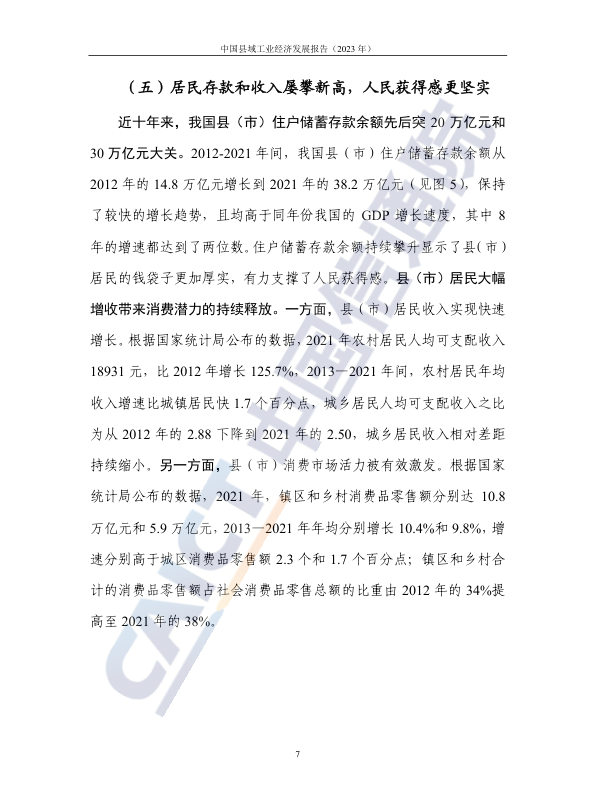 中国县域工业经济发展报告（2023 年）
（五）居民存款和收入屡攀新高，人民获得感更坚实
近十年来，我国县（市）住户储蓄存款余额先后突 20 万亿元和
30 万亿元大关。2012-2021 年间，我国县（市）住户储蓄存款余额从
2012 年的 14.8 万亿元增长到 2021 年的 38.2 万亿元（见图 5），保持
了较快的增长趋势，且均高于同年份我国的 GDP 增长速度，其中 8
年的增速都达到了两位数。住户储蓄存款余额持续攀升显示了县（市）
居民的钱袋子更加厚实，有力支撑了人民获得感。县（市）居民大幅
增收带来消费潜力的持续释放。一方面，县（市）居民收入实现快速
增长。根据国家统计局公布的数据，2021 年农村居民人均可支配收入
18931 元，比 2012 年增长 125.7%，2013—2021 年间，农村居民年均
收入增速比城镇居民快 1.7 个百分点，城乡居民人均可支配收入之比
为从 2012 年的 2.88 下降到 2021 年的 2.50，城乡居民收入相对差距
持续缩小。另一方面，县（市）消费市场活力被有效激发。根据国家
统计局公布的数据，2021 年，镇区和乡村消费品零售额分别达 10.8
万亿元和 5.9 万亿元，2013—2021 年年均分别增长 10.4%和 9.8%，增
速分别高于城区消费品零售额 2.3 个和 1.7 个百分点；镇区和乡村合
计的消费品零售额占社会消费品零售总额的比重由 2012 年的 34%提
高至 2021 年的 38%。
CAICT 中国信通院
7